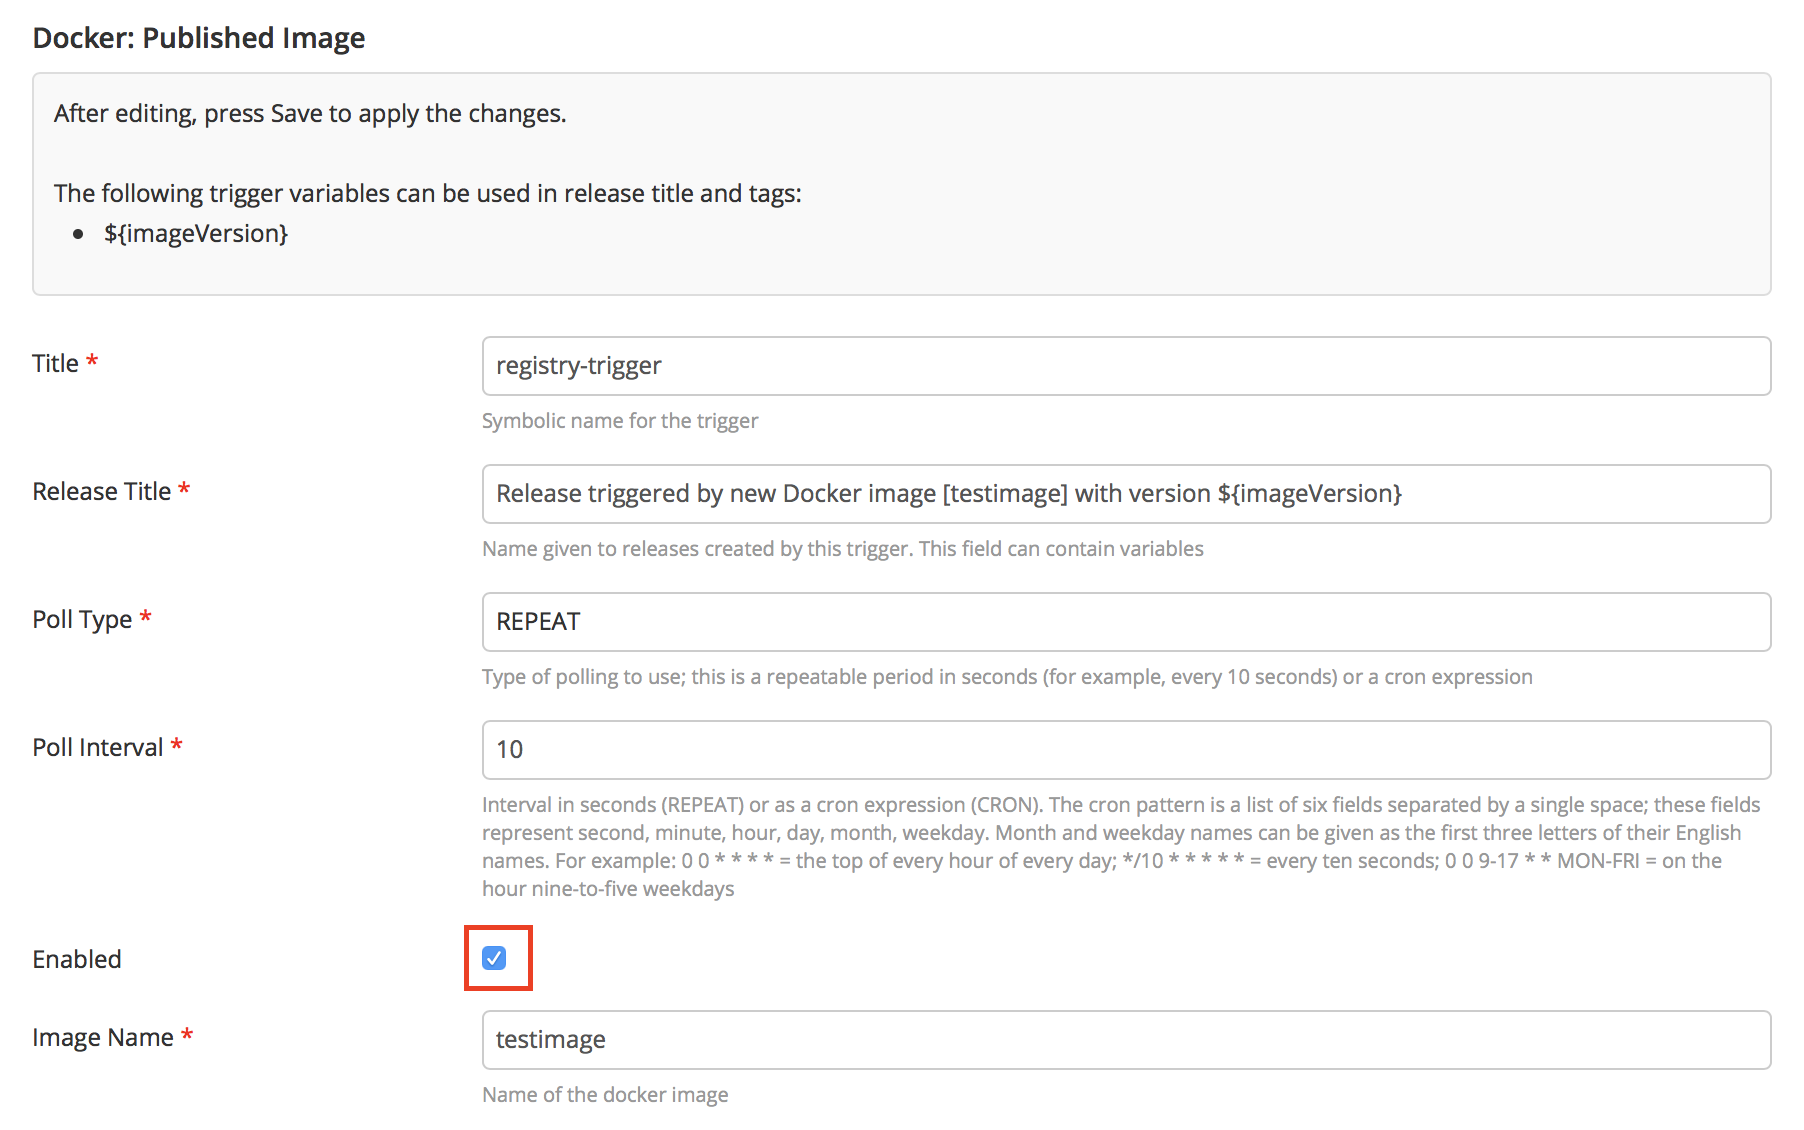 Docker: Published Image
After editing, press Save to apply the changes.
The following trigger variables can be used in release title and tags:
• ${imageVersion}
Title *
registry-trigger
Symbolic name for the trigger
Release Title *
Release triggered by new Docker image [testimage] with version ${imageVersion}
Name given to releases created by this trigger. This field can contain variables
Poll Type *
REPEAT
Type of polling to use; this is a repeatable period in seconds (for example, every 10 seconds) or a cron expression
Poll Interval *
10
Interval in seconds (REPEAT) or as a cron expression (CRON). The cron pattern is a list of six fields separated by a single space; these fields
represent second, minute, hour, day, month, weekday. Month and weekday names can be given as the first three letters of their English
names. For example: 0 0 * * * * = the top of every hour of every day; */10 * * * * * = every ten seconds; 0 0 9-17 * * MON-FRI = on the
hour nine-to-five weekdays
Enabled
Image Name *
testimage
Name of the docker image